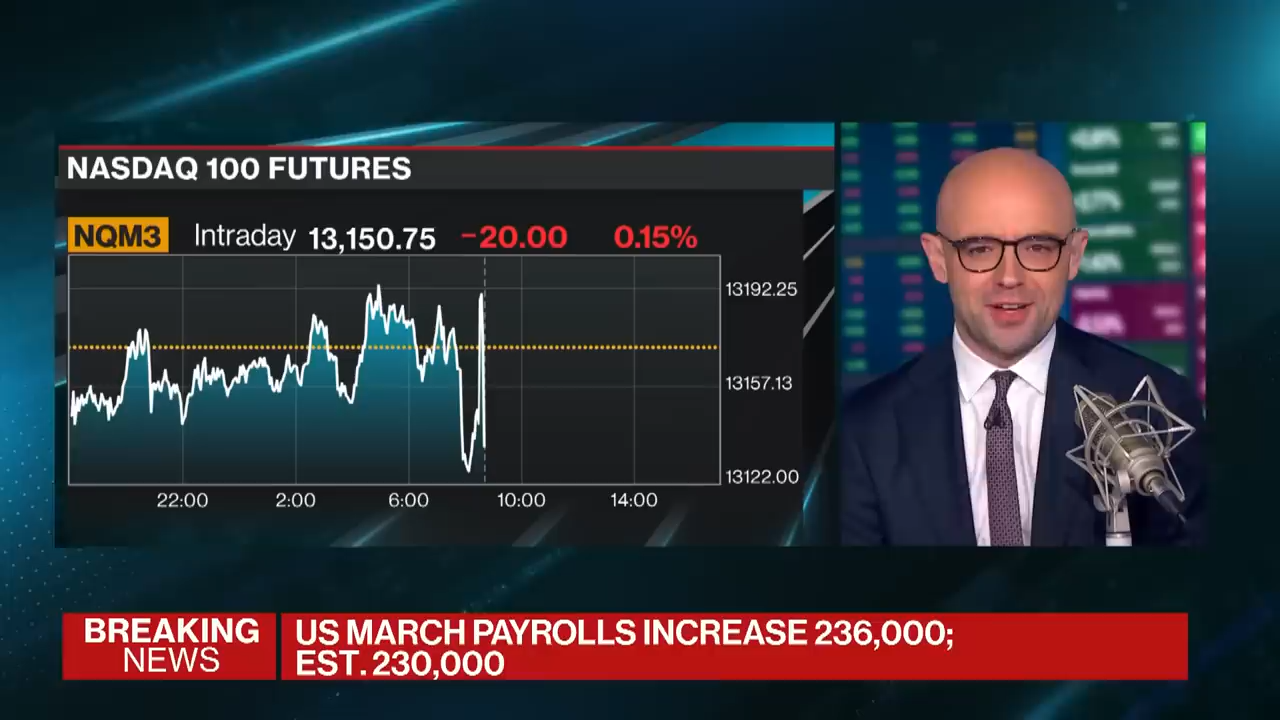 NASDAQ 100 FUTURES
NQM3 Intraday 13,150.75 -20.00 0.15%
13192.25
13157.13
13122.00
22:00 2:00 6:00 10:00 14:00
BREAKING NEWS
US MARCH PAYROLLS INCREASE 236,000;
EST. 230,000